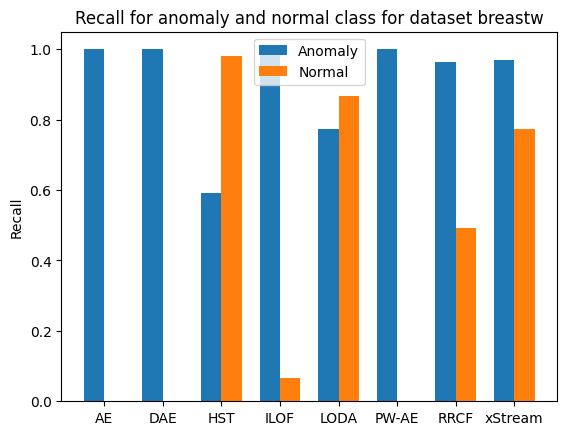 Recall for anomaly and normal class for dataset breastw
Anomaly
Normal
Recall
1.0
0.8
0.6
0.4
0.2
0.0
AE DAE HST ILOF LODA PW-AE RRCF xStream